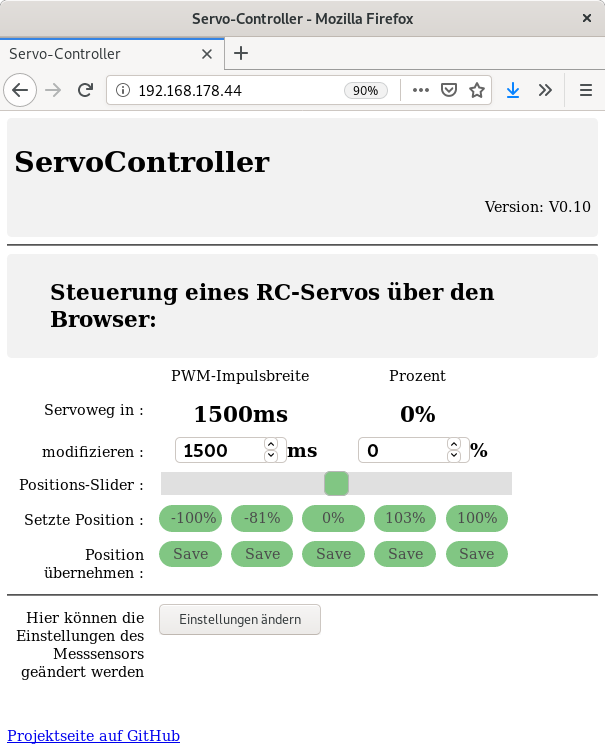 Servo-Controller - Mozilla Firefox
Servo-Controller
192.168.178.44
90%
ServoController
Version: V0.10
Steuerung eines RC-Servos über den
Browser:
PWM-Impulsbreite Prozent
Servoweg in : 1500ms 0%
modifizieren : 1500 ms 0 %
Positions-Slider :
Setzte Position : -100% -81% 0% 103% 100%
Position
übernehmen : Save Save Save Save Save
Hier können die
Einstellungen des
Messsensors
geändert werden
Einstellungen ändern
Projektseite auf GitHub